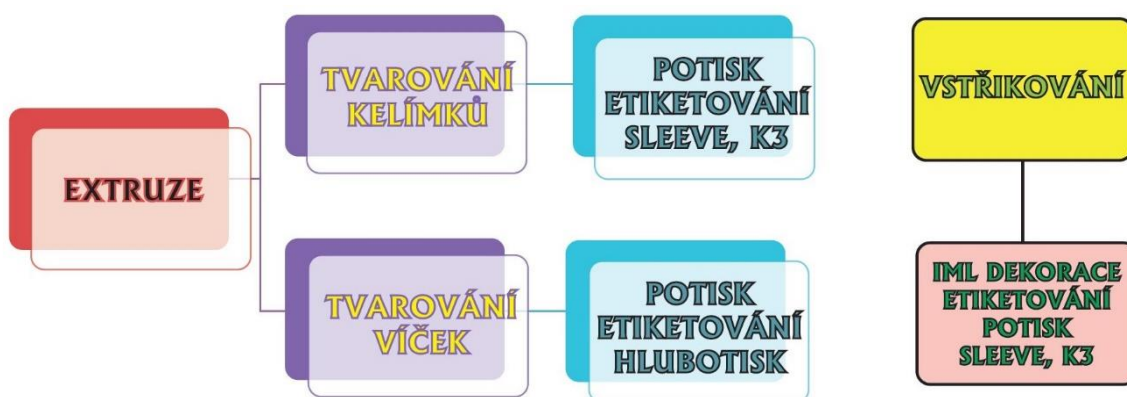 EXTRUZE
TVAROVÁNÍ
KELÍMKŮ
POTISK
ETIKETOVÁNÍ
SLEEVE, K3
TVAROVÁNÍ
VÍČEK
POTISK
ETIKETOVÁNÍ
HLUBOTISK
VSTŘIKOVÁNÍ
IML DEKORACE
ETIKETOVÁNÍ
POTISK
SLEEVE, K3